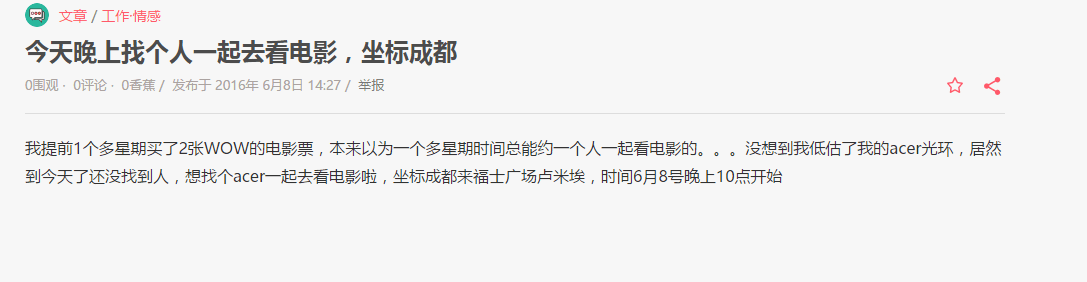 文章 / 工作·情感
今天晚上找个人一起去看电影，坐标成都
0围观 · 0评论 · 0香蕉 / 发布于 2016年 6月8日 14:27 / 举报
我提前1个多星期买了2张WOW的电影票，本来以为一个多星期时间总能约一个人一起看电影的。。。没想到我低估了我的acer光环，居然
到今天了还没找到人，想找个acer一起去看电影啦，坐标成都来福士广场卢米埃，时间6月8号晚上10点开始